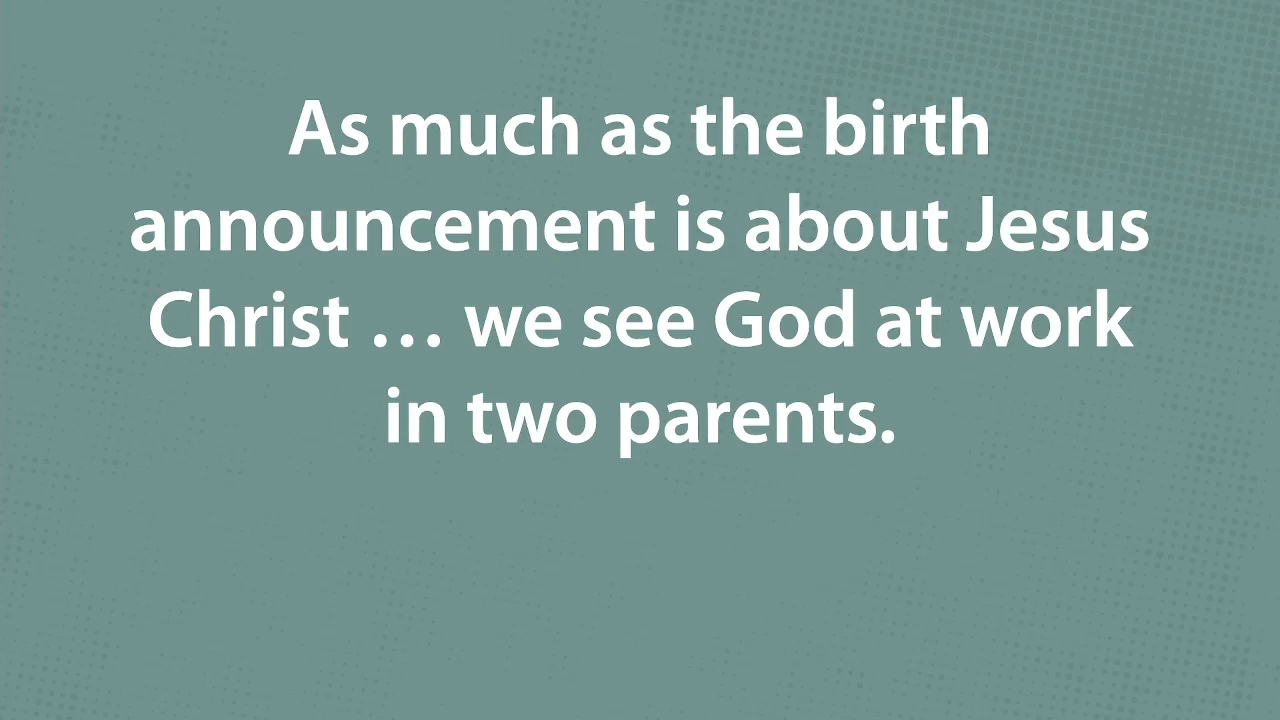 As much as the birth
announcement is about Jesus
Christ … we see God at work
in two parents.